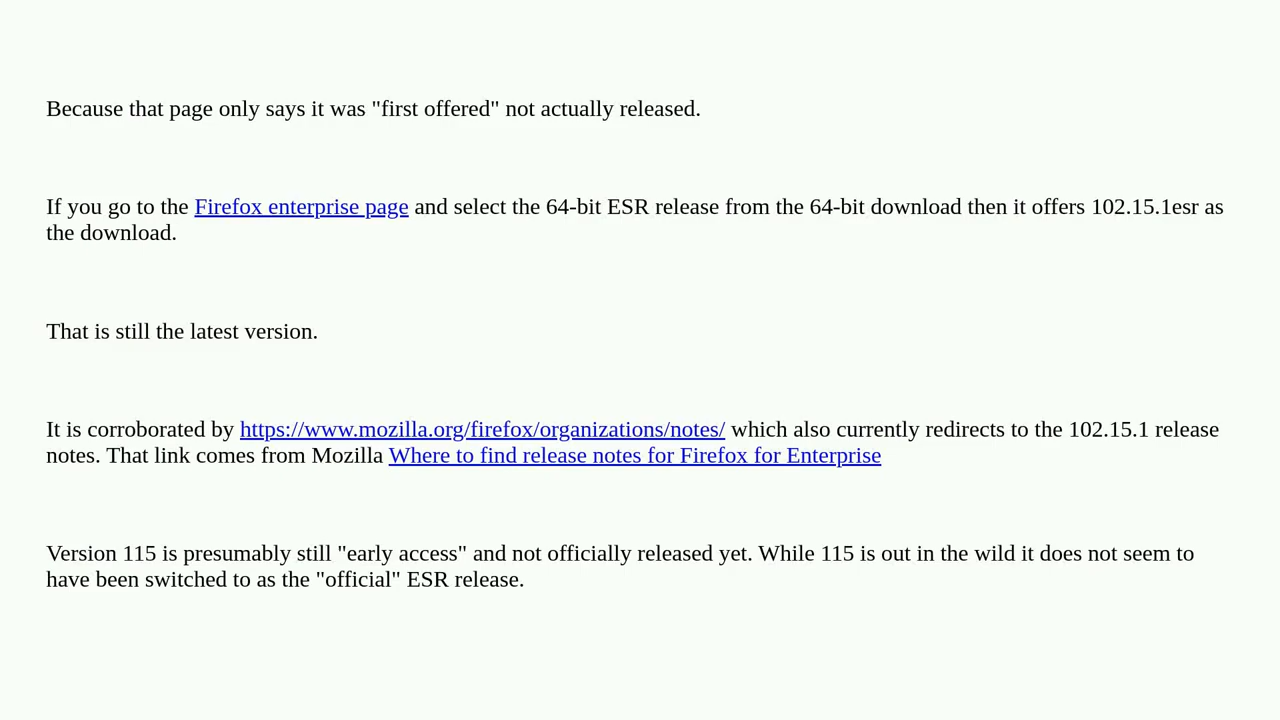 Because that page only says it was "first offered" not actually released.
If you go to the Firefox enterprise page and select the 64-bit ESR release from the 64-bit download then it offers 102.15.1esr as
the download.
That is still the latest version.
It is corroborated by https://www.mozilla.org/firefox/organizations/notes/ which also currently redirects to the 102.15.1 release
notes. That link comes from Mozilla Where to find release notes for Firefox for Enterprise
Version 115 is presumably still "early access" and not officially released yet. While 115 is out in the wild it does not seem to
have been switched to as the "official" ESR release.